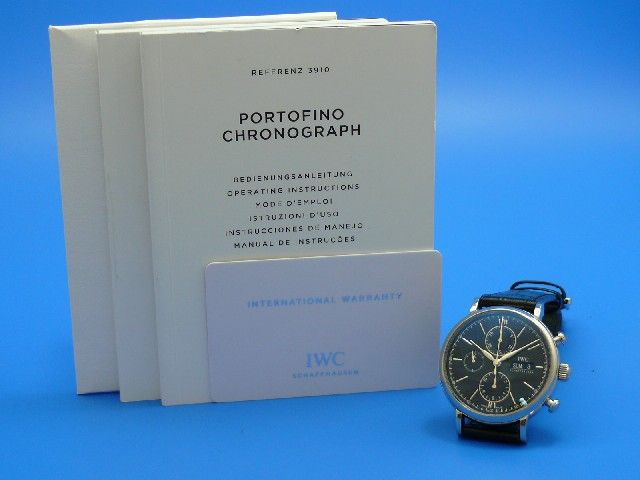 REFERENZ 3910
PORTOFINO
CHRONOGRAPH
BEDIENUNGSANLEITUNG
OPERATING INSTRUCTIONS
MODE D'EMPLOI
ISTRUZIONI D'USO
INSTRUCCIONES DE MANEJO
MANUAL DE INSTRUÇÕES
INTERNATIONAL WARRANTY
IWC
SCHAFFHAUSEN
IWC